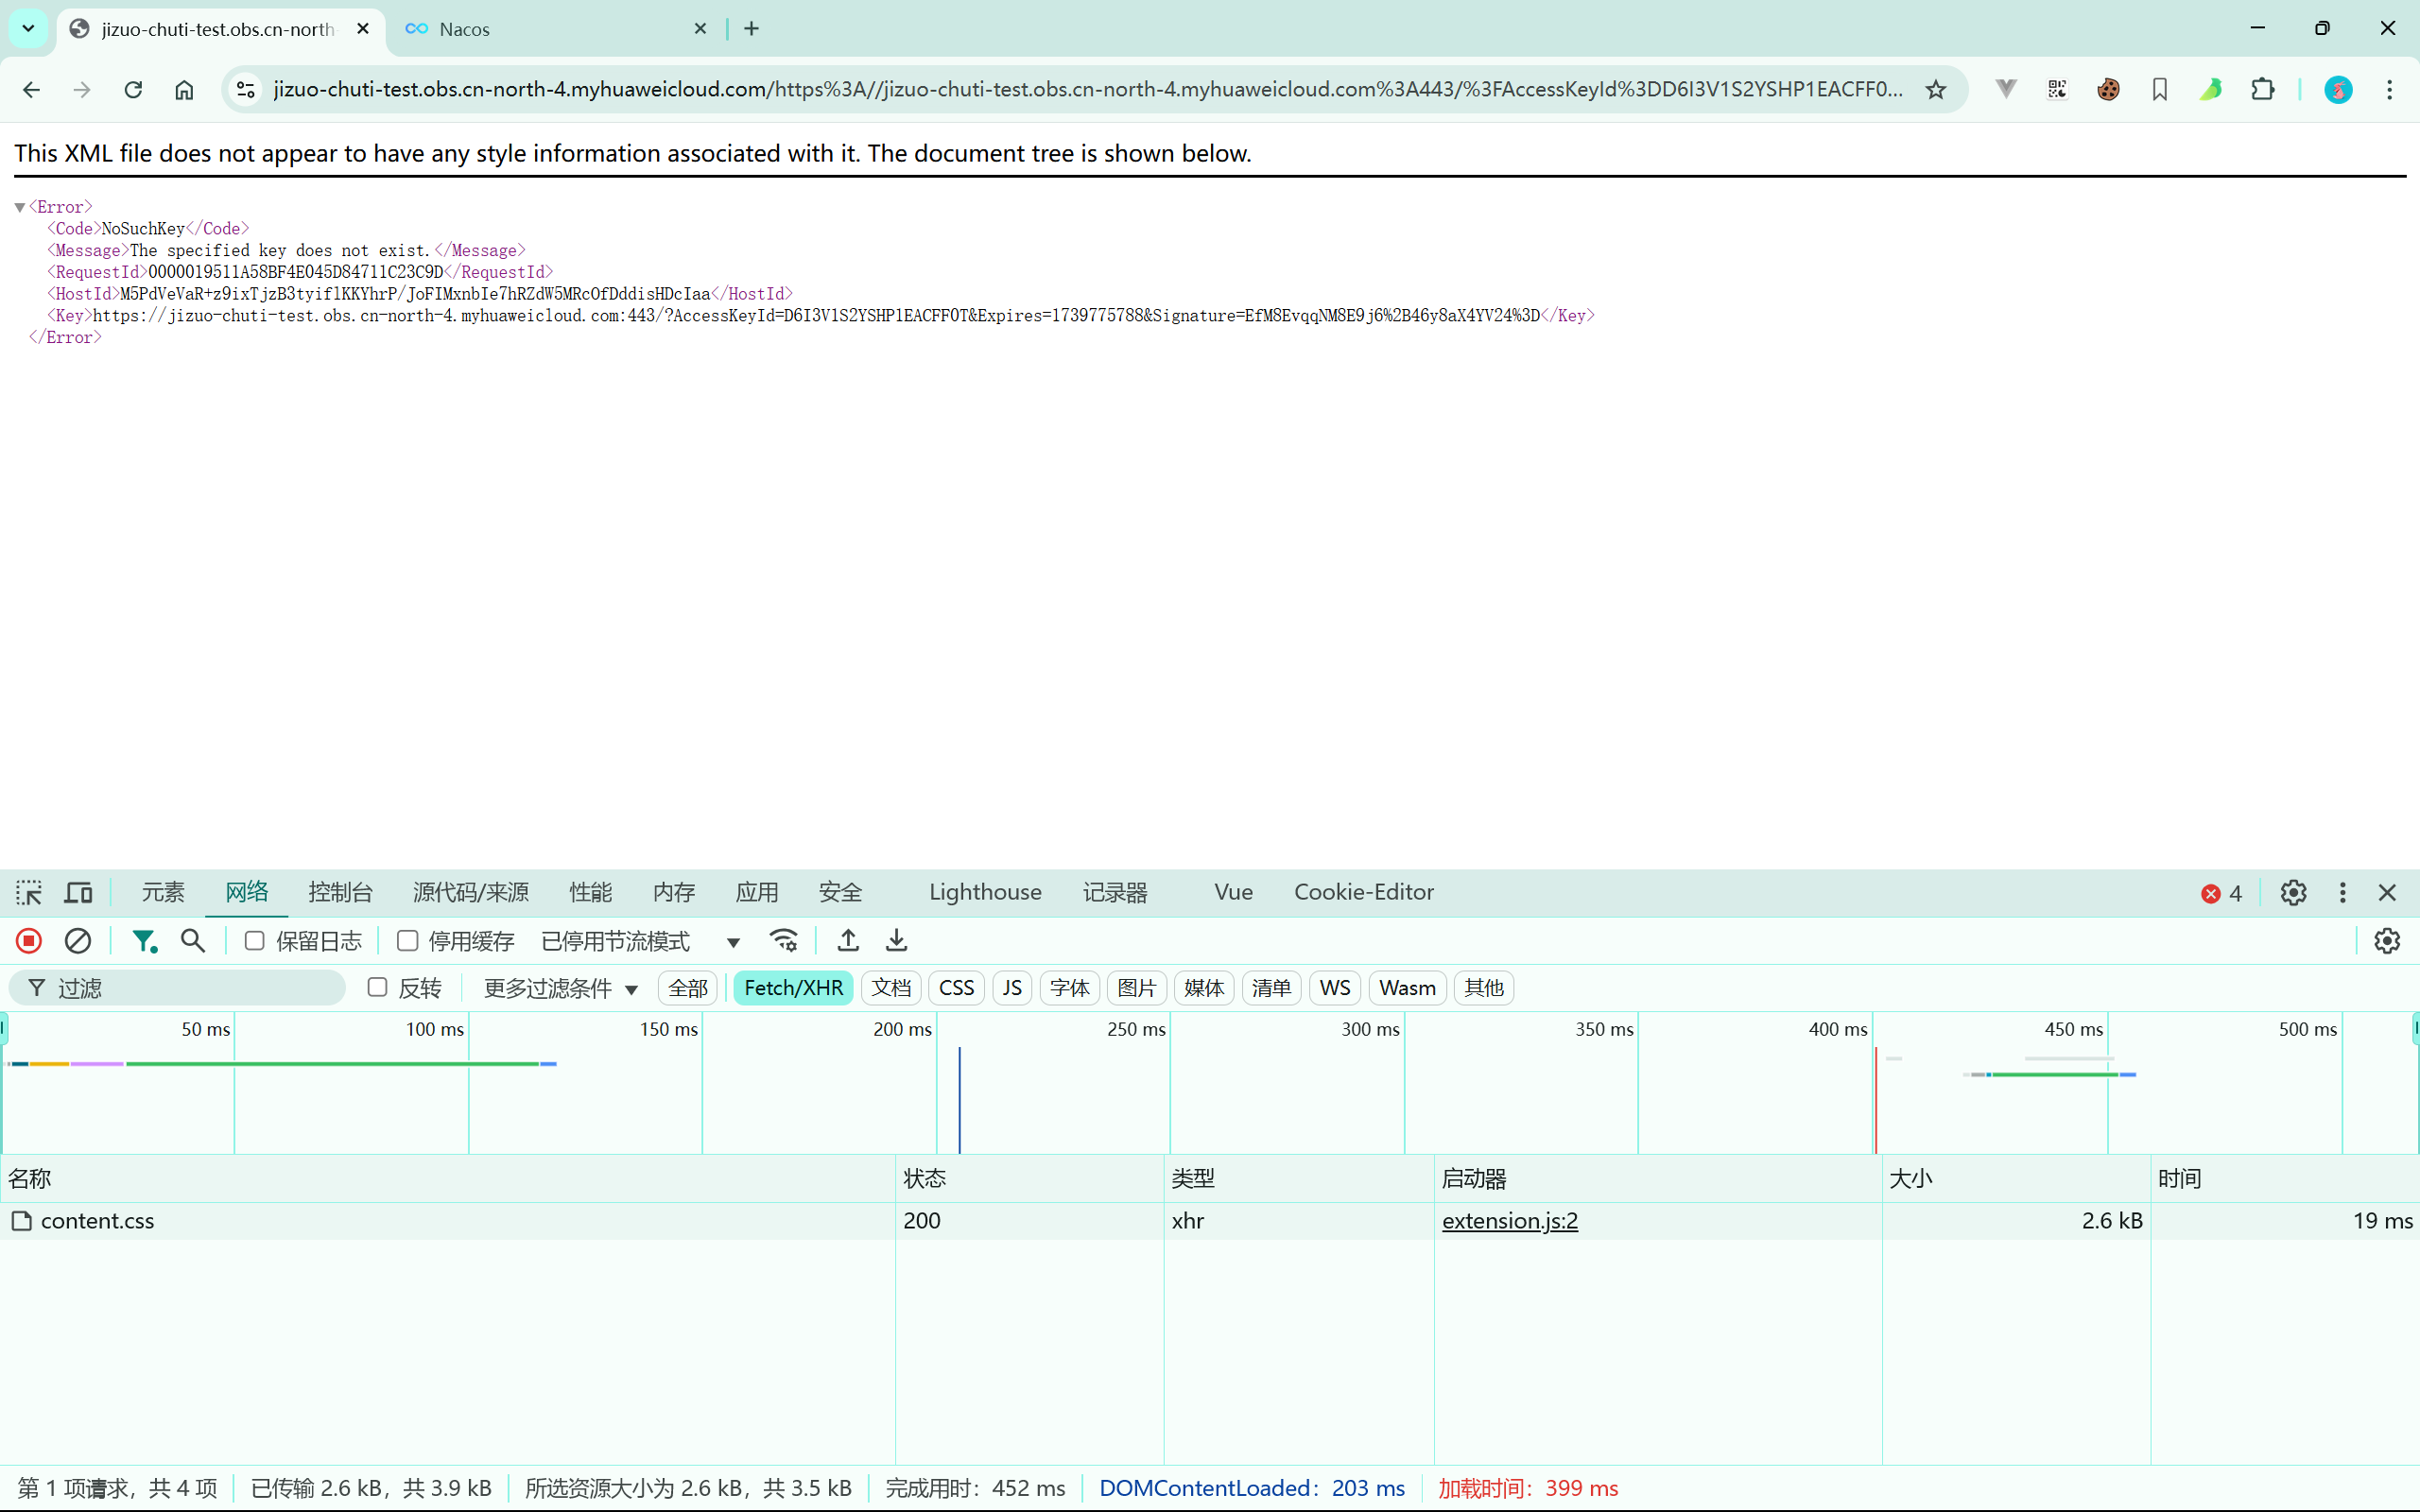 jizuo-chuti-test.obs.cn-north-
Nacos
jizuo-chuti-test.obs.cn-north-4.myhuaweicloud.com/https%3A//jizuo-chuti-test.obs.cn-north-4.myhuaweicloud.com%3A443/%3FAccessKeyId%3DD6I3V1S2YSHP1EACFF0...
This XML file does not appear to have any style information associated with it. The document tree is shown below.
▼<Error>
<Code>NoSuchKey</Code>
<Message>The specified key does not exist.</Message>
<RequestId>0000019511A58BF4E045D84711C23C9D</RequestId>
<HostId>M5PdVeVaR+z9ixTjzB3tyiflKKYhrP/JoFIMxnbIe7hRZdW5MRcOfDddisHDcIaa</HostId>
<Key>https://jizuo-chuti-test.obs.cn-north-4.myhuaweicloud.com:443/?AccessKeyId=D6I3V1S2YSHP1EACFF0T&Expires=1739775788&Signature=EfM8EvqqNM8E9j6%2B46y8aX4YV24%3D</Key>
</Error>
元素 网络 控制台 源代码/来源 性能 内存 应用 安全 Lighthouse 记录器 Vue Cookie-Editor 4
保留日志 停用缓存 已停用节流模式
过滤 反转 更多过滤条件 全部 Fetch/XHR 文档 CSS JS 字体 图片 媒体 清单 WS Wasm 其他
50 ms 100 ms 150 ms 200 ms 250 ms 300 ms 350 ms 400 ms 450 ms 500 ms
名称 状态 类型 启动器 大小 时间
content.css 200 xhr extension.js:2 2.6 kB 19 ms
第 1 项请求，共 4 项 已传输 2.6 kB，共 3.9 kB 所选资源大小为 2.6 kB，共 3.5 kB 完成用时：452 ms DOMContentLoaded：203 ms 加载时间：399 ms